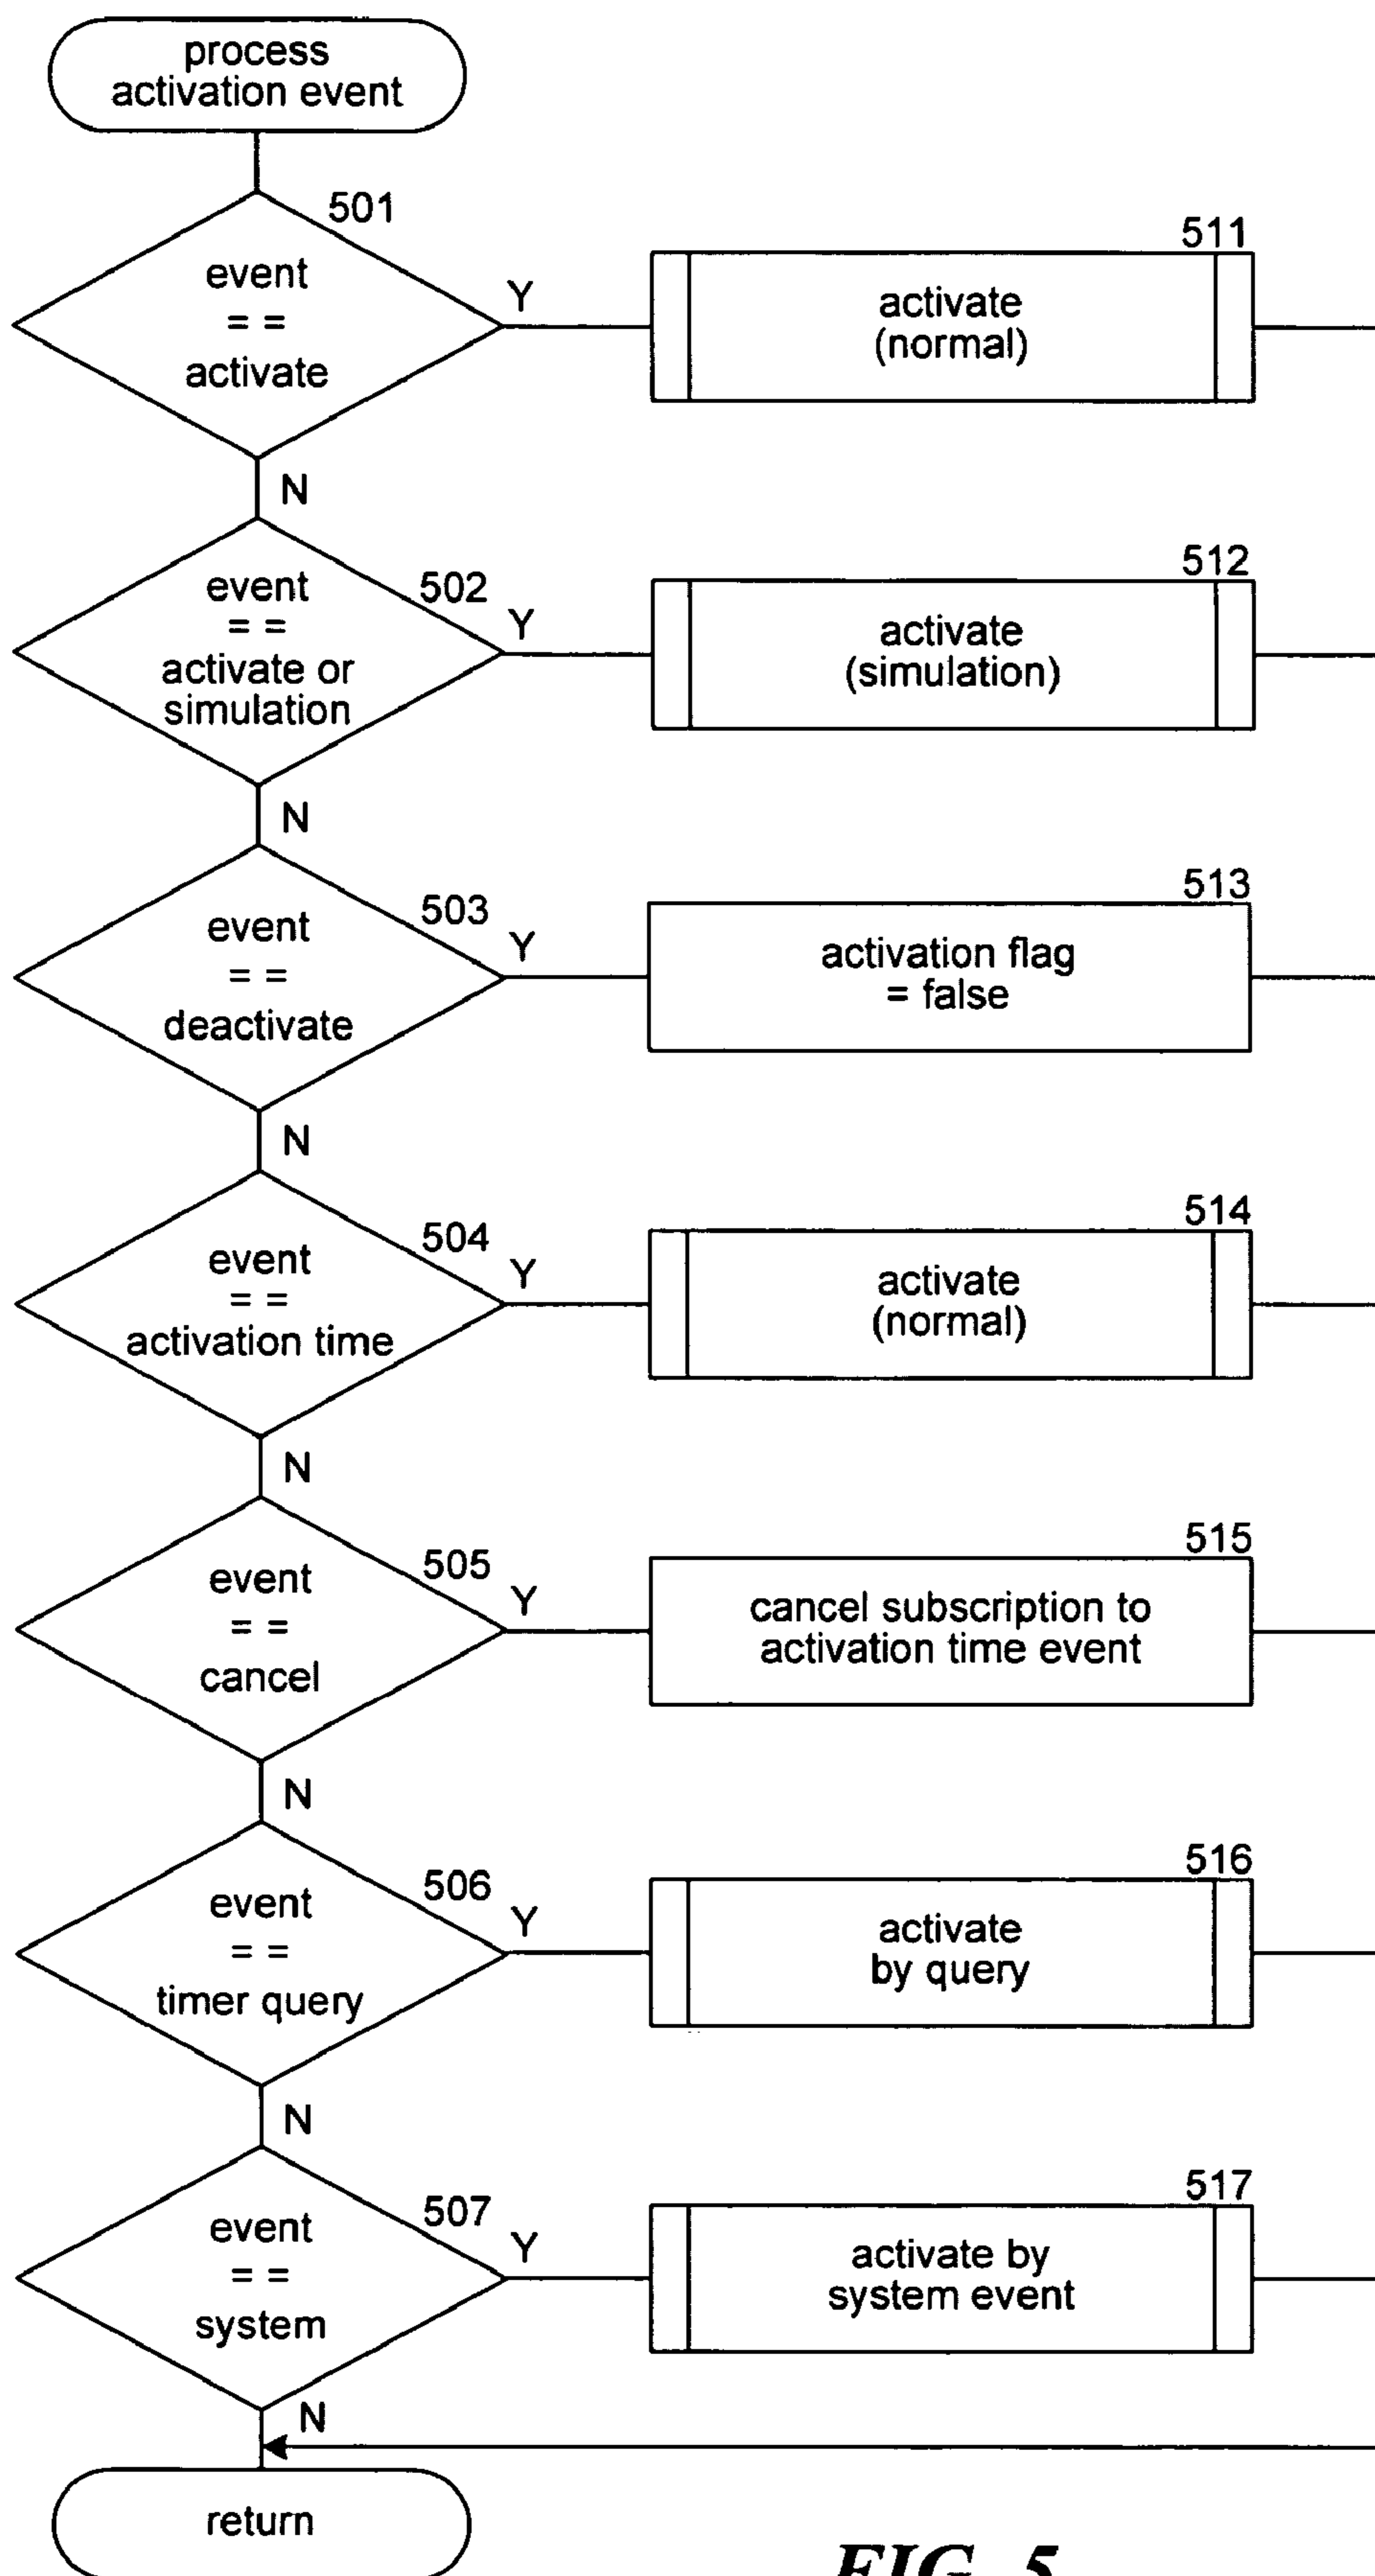 process
activation event
501
event
= =
activate
Y
511
activate
(normal)
N
502
event
= =
activate or
simulation
Y
512
activate
(simulation)
N
503
event
= =
deactivate
Y
513
activation flag
= false
N
504
event
= =
activation time
Y
514
activate
(normal)
N
505
event
= =
cancel
Y
515
cancel subscription to
activation time event
N
506
event
= =
timer query
Y
516
activate
by query
N
507
event
= =
system
Y
517
activate by
system event
N
return
FIG. 5